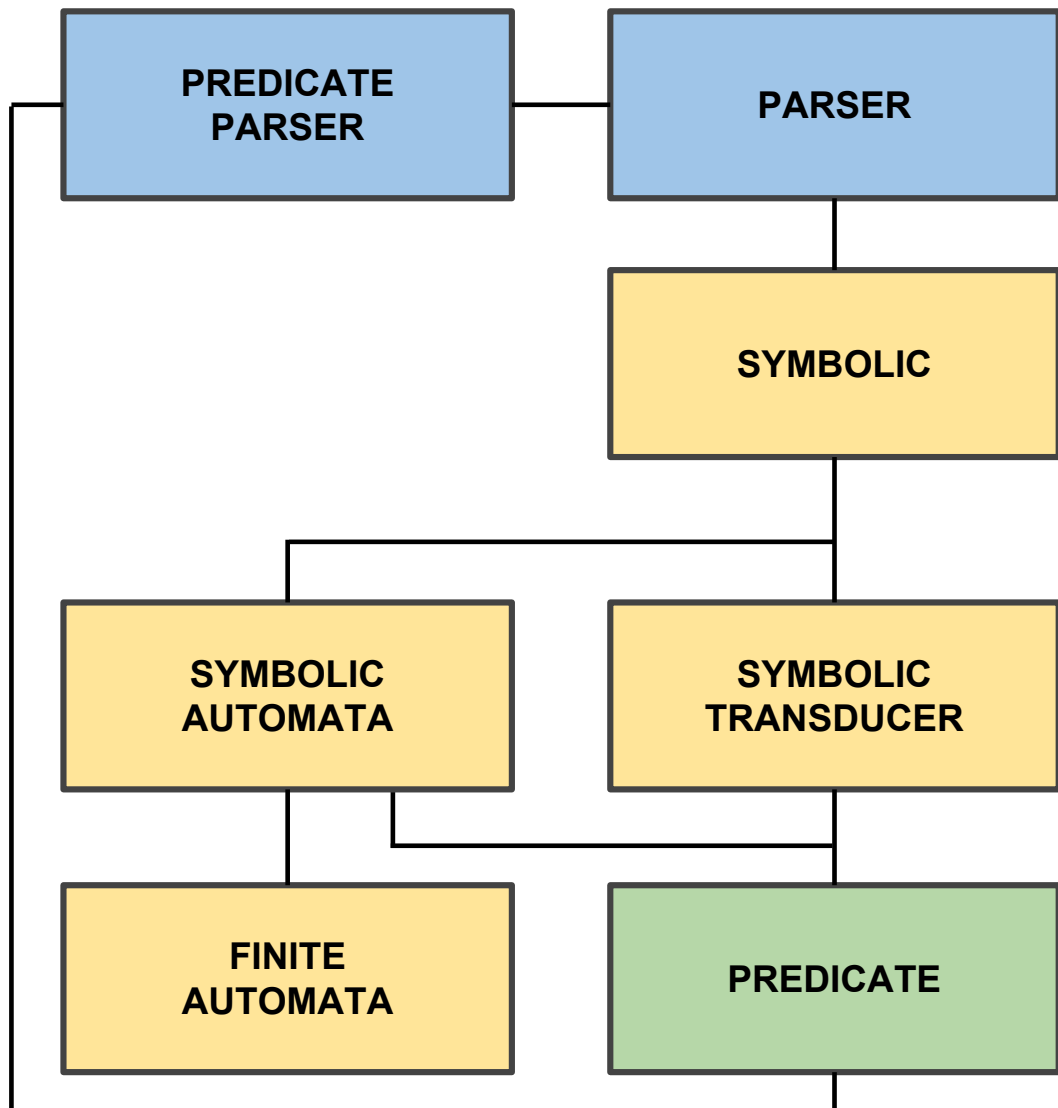 PREDICATE
PARSER
PARSER
SYMBOLIC
SYMBOLIC
AUTOMATA
SYMBOLIC
TRANSDUCER
FINITE
AUTOMATA
PREDICATE